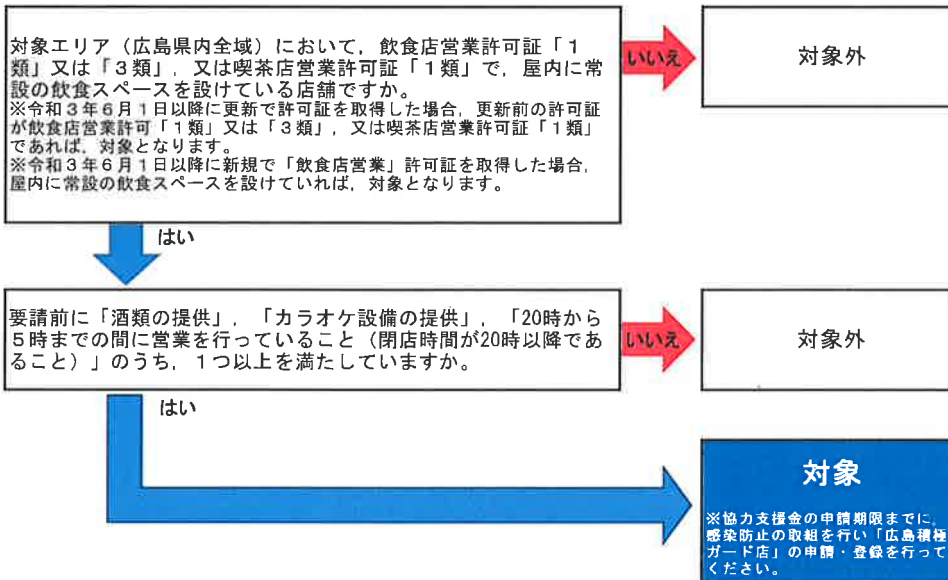 対象エリア（広島県内全域）において，飲食店営業許可証「１
類」又は「３類」，又は喫茶店営業許可証「１類」で，屋内に常
設の飲食スペースを設けている店舗ですか。
※令和３年６月１日以降に更新で許可証を取得した場合，更新前の許可証
が飲食店営業許可「１類」又は「３類」，又は喫茶店営業許可証「１類」
であれば，対象となります。
※令和３年６月１日以降に新規で「飲食店営業」許可証を取得した場合，
屋内に常設の飲食スペースを設けていれば，対象となります。
いいえ
対象外
はい
要請前に「酒類の提供」，「カラオケ設備の提供」，「20時から
５時までの間に営業を行っていること（閉店時間が20時以降であ
ること）」のうち，１つ以上を満たしていますか。
いいえ
対象外
はい
対象
※協力支援金の申請期限までに，
感染防止の取組を行い「広島積極
ガード店」の申請・登録を行って
ください。